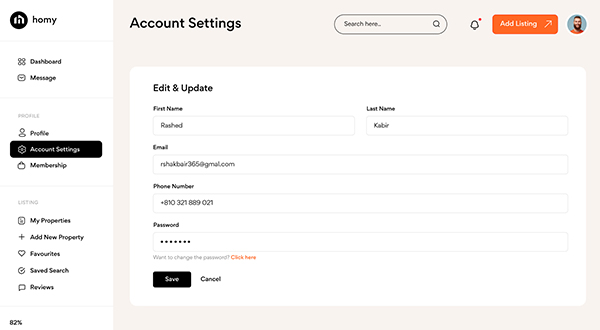 homy
Account Settings
Search here..
Add Listing
Dashboard
Message
PROFILE
Profile
Account Settings
Membership
LISTING
My Properties
Add New Property
Favourites
Saved Search
Reviews
82%
Edit & Update
First Name
Last Name
Rashed
Kabir
Email
rshakbair365@gmal.com
Phone Number
+810 321 889 021
Password
Want to change the password? Click here
Save
Cancel